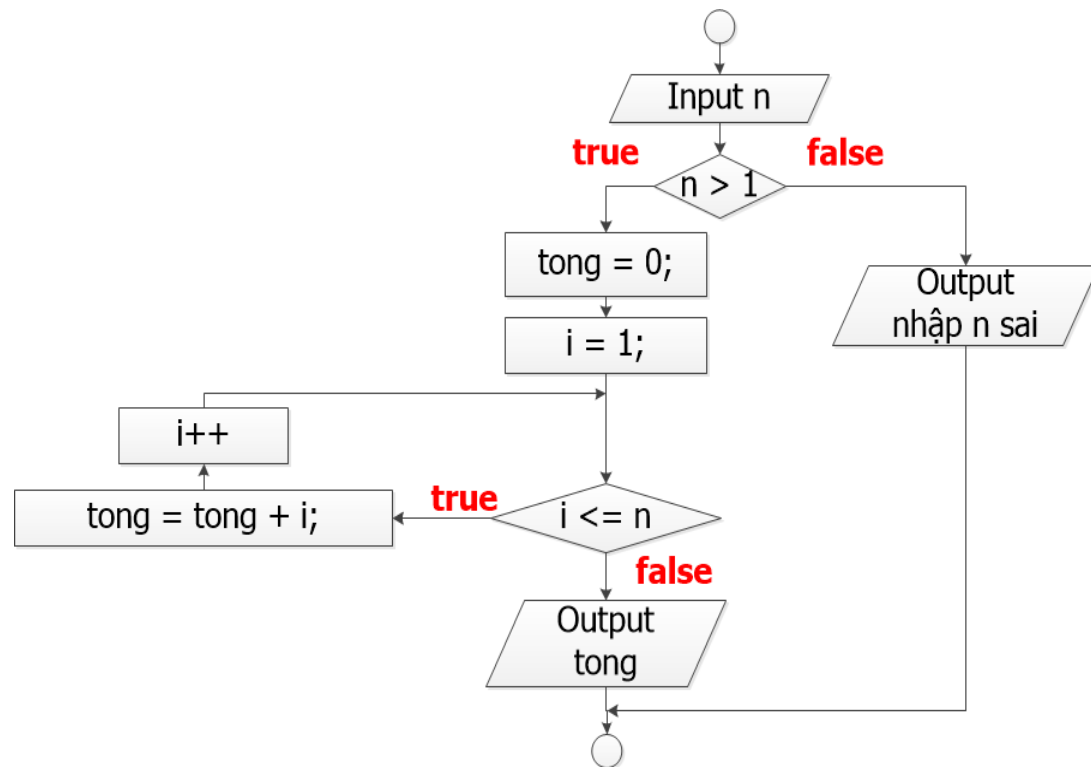 Input n
true
false
n > 1
tong = 0;
Output
nhập n sai
i = 1;
i++
true
tong = tong + i;
i <= n
false
Output
tong